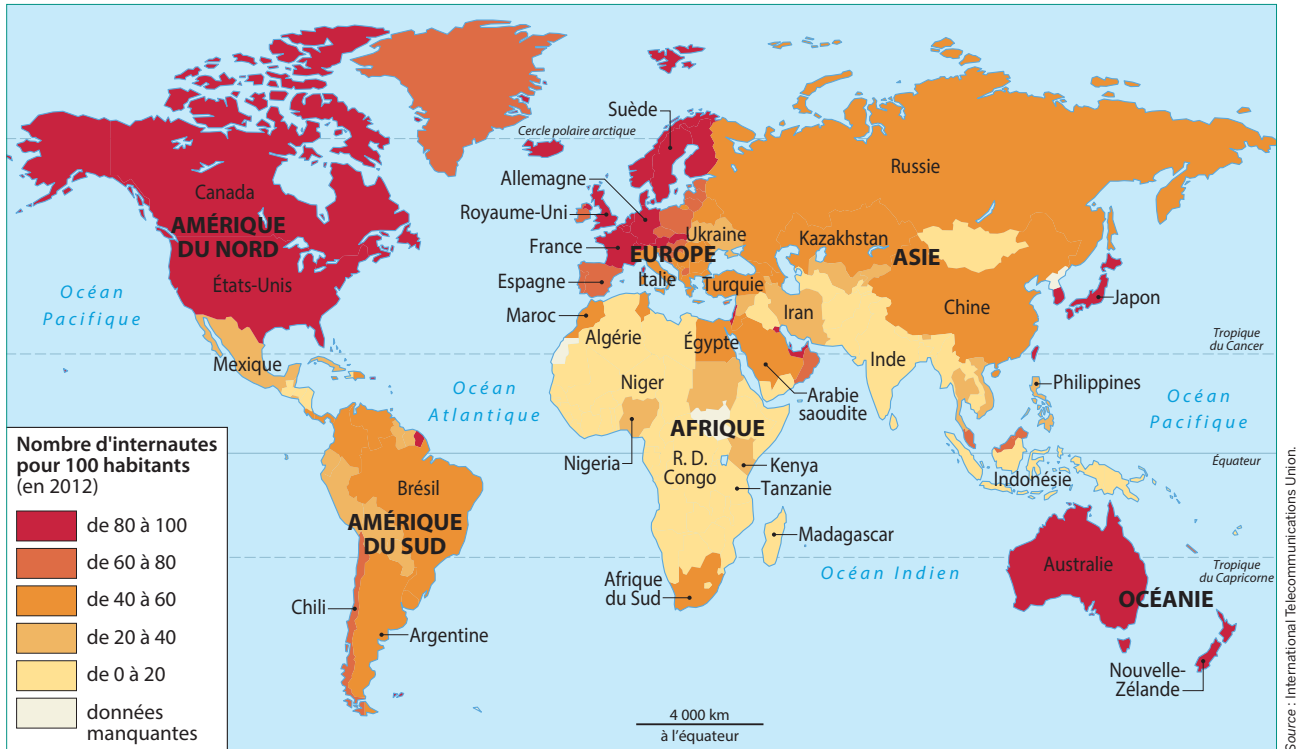 Suède
Cercle polaire arctique
Russie
Allemagne
Canada
Royaume-Uni
AMÉRIQUE
DU NORD
Ukraine
Kazakhstan
France
EUROPE
ASIE
États-Unis
Espagne
Italie
Turquie
Océan
Pacifique
Iran
Chine
Japon
Maroc
Algérie
Égypte
Tropique
du Cancer
Mexique
Inde
Niger
Océan
Atlantique
Arabie
saoudite
Philippines
Océan
Pacifique
AFRIQUE
Nigeria
R. D.
Congo
Kenya
Tanzanie
Équateur
Indonésie
Brésil
AMÉRIQUE
DU SUD
Madagascar
Océan Indien
Australie
Tropique
du Capricorne
Afrique
du Sud
OCÉANIE
Chili
Argentine
Nouvelle-
Zélande
Nombre d'internautes
pour 100 habitants
(en 2012)
de 80 à 100
de 60 à 80
de 40 à 60
de 20 à 40
de 0 à 20
données
manquantes
4 000 km
à l'équateur
Source : International Telecommunications Union.